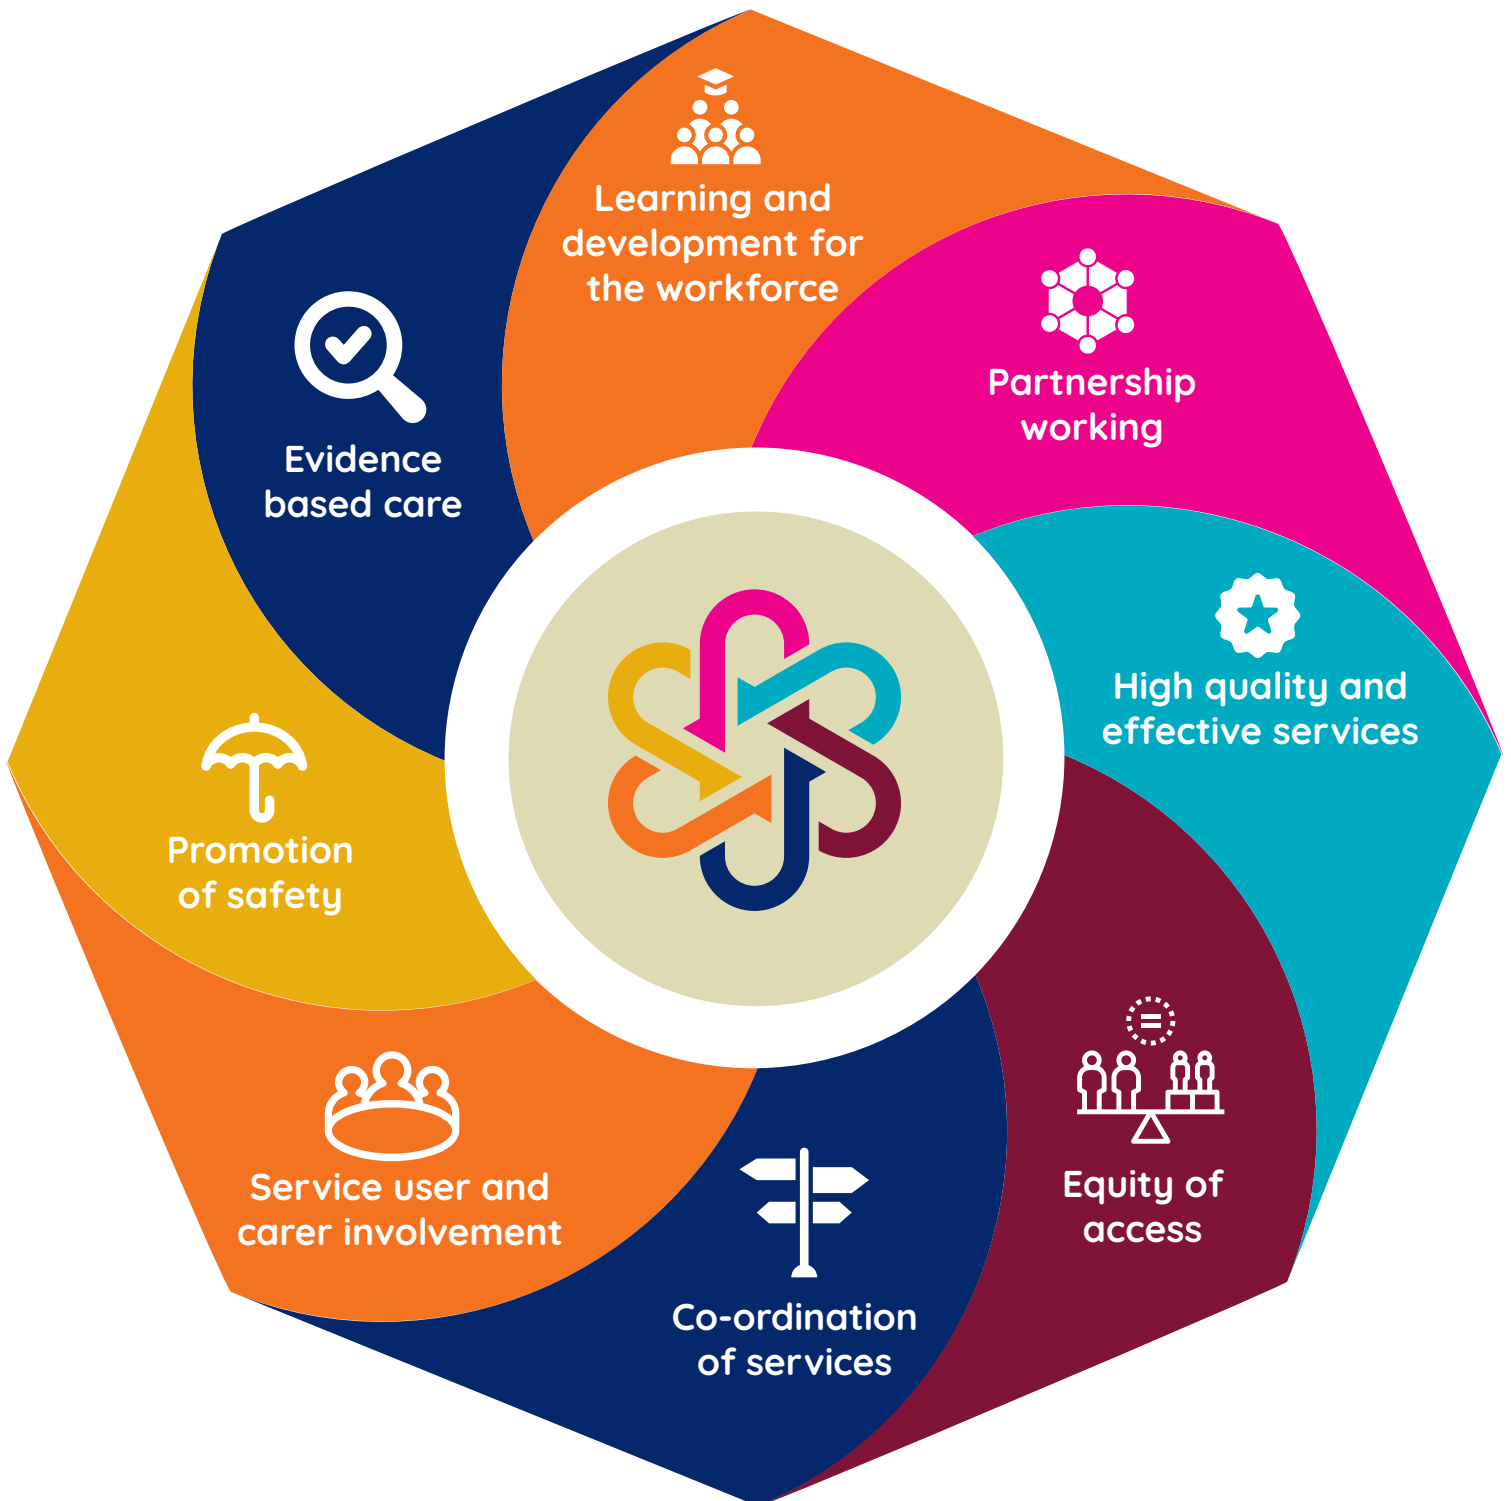 Learning and
development for
the workforce
Partnership
working
High quality and
effective services
Equity of
access
Co-ordination
of services
Service user and
carer involvement
Promotion
of safety
Evidence
based care